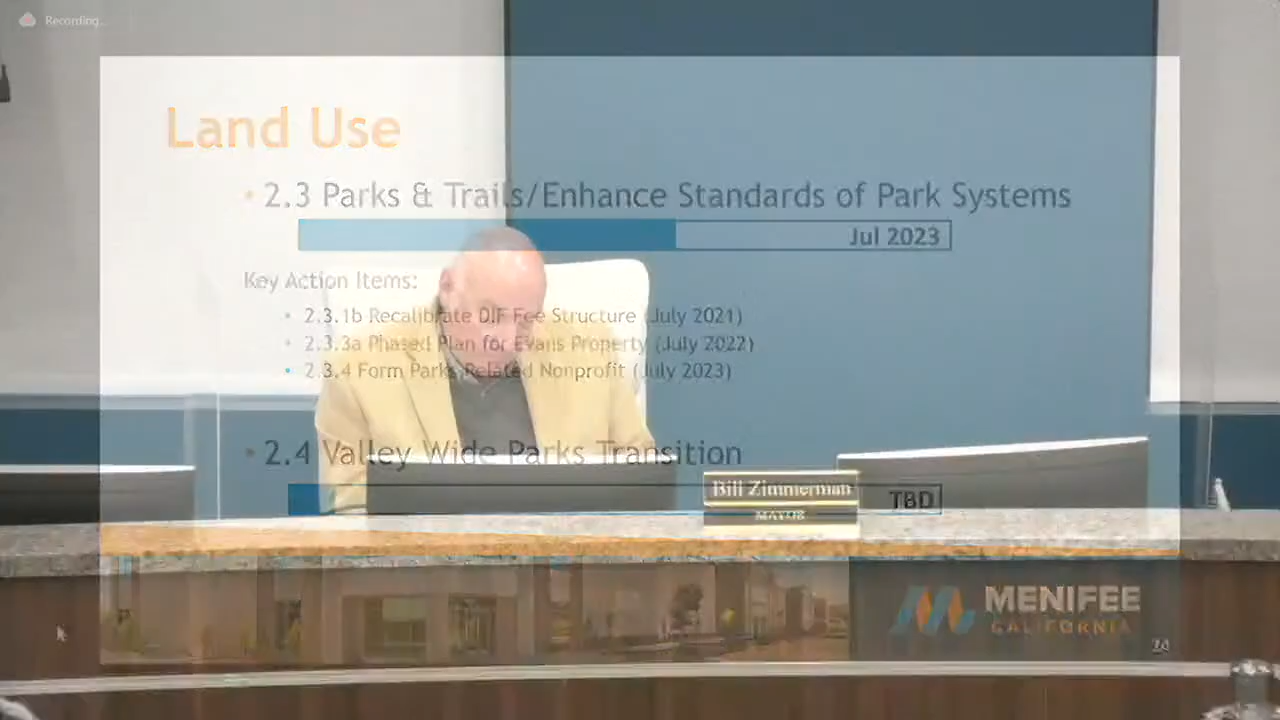 Recording...
Land Use
• 2.3 Parks & Trails/Enhance Standards of Park Systems
Jul 2023
Key Action Items:
• 2.3.1b Recalibrate DIF Fee Structure (July 2021)
• 2.3.3a Phased Plan for Evans Property (July 2022)
• 2.3.4 Form Parks Related Nonprofit (July 2023)
• 2.4 Valley Wide Parks Transition
TBD
Bill Zimmerman
MAYOR
MENIFEE
CALIFORNIA